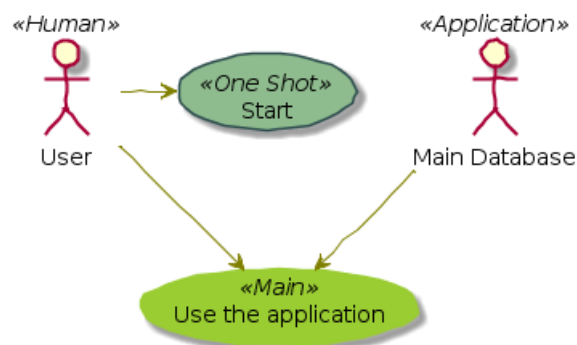 «Human»
User
«One Shot»
Start
«Application»
Main Database
«Main»
Use the application